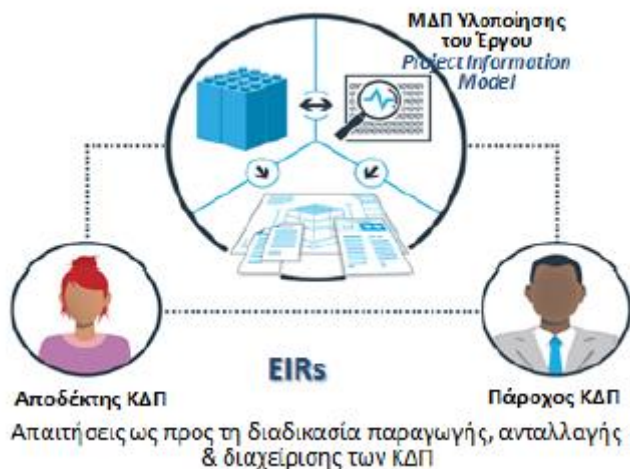 ΜΔΠ Υλοποίησης
του Έργου
Project Information
Model
EIRs
Αποδέκτης ΚΔΠ
Πάροχος ΚΔΠ
Απαιτήσεις ως προς τη διαδικασία παραγωγής, ανταλλαγής
& διαχείρισης των ΚΔΠ